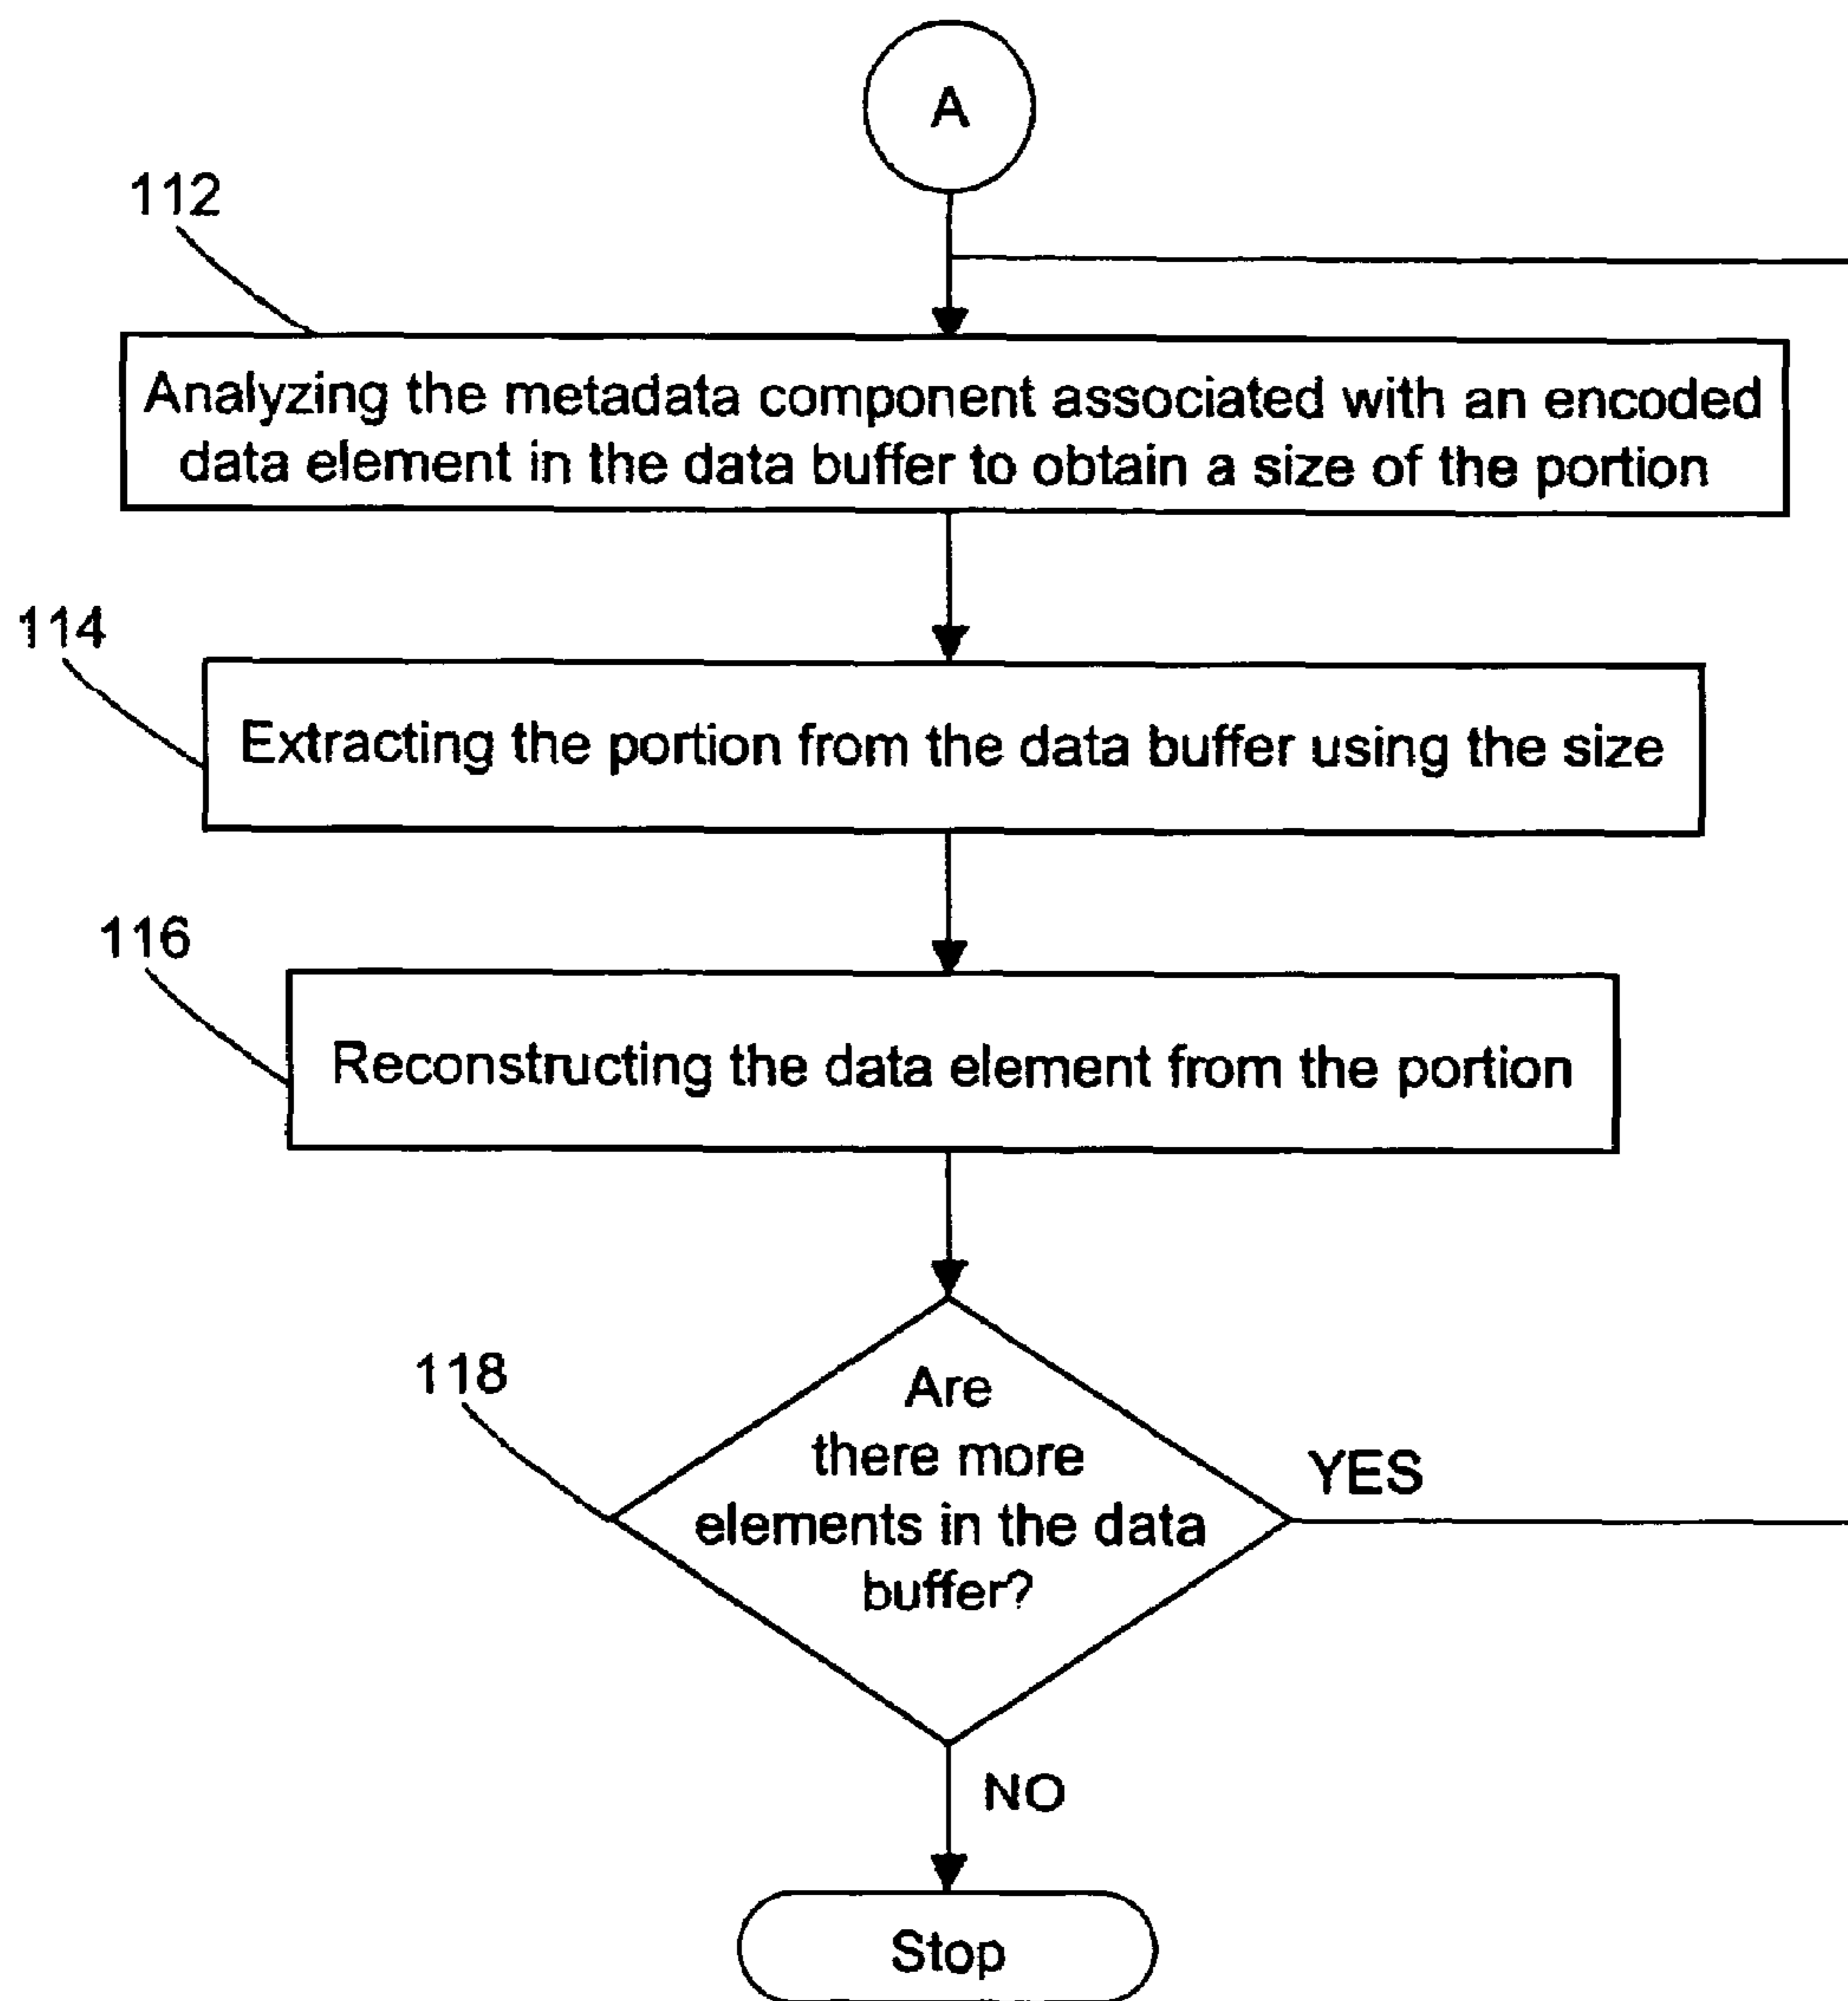 A
112
Analyzing the metadata component associated with an encoded
data element in the data buffer to obtain a size of the portion
114
Extracting the portion from the data buffer using the size
116
Reconstructing the data element from the portion
118
Are
there more
elements in the data
buffer?
YES
NO
Stop